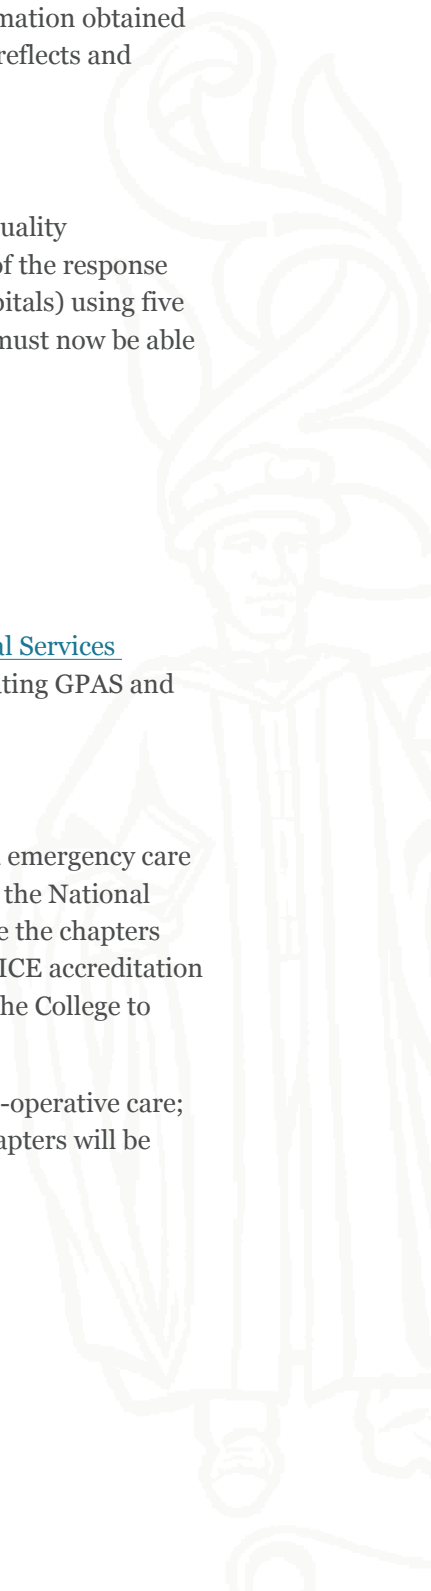 mation obtained
reflects and
uality
of the response
pitals) using five
must now be able
al Services
ting GPAS and
emergency care
the National
e the chapters
ICE accreditation
he College to
-operative care;
apters will be